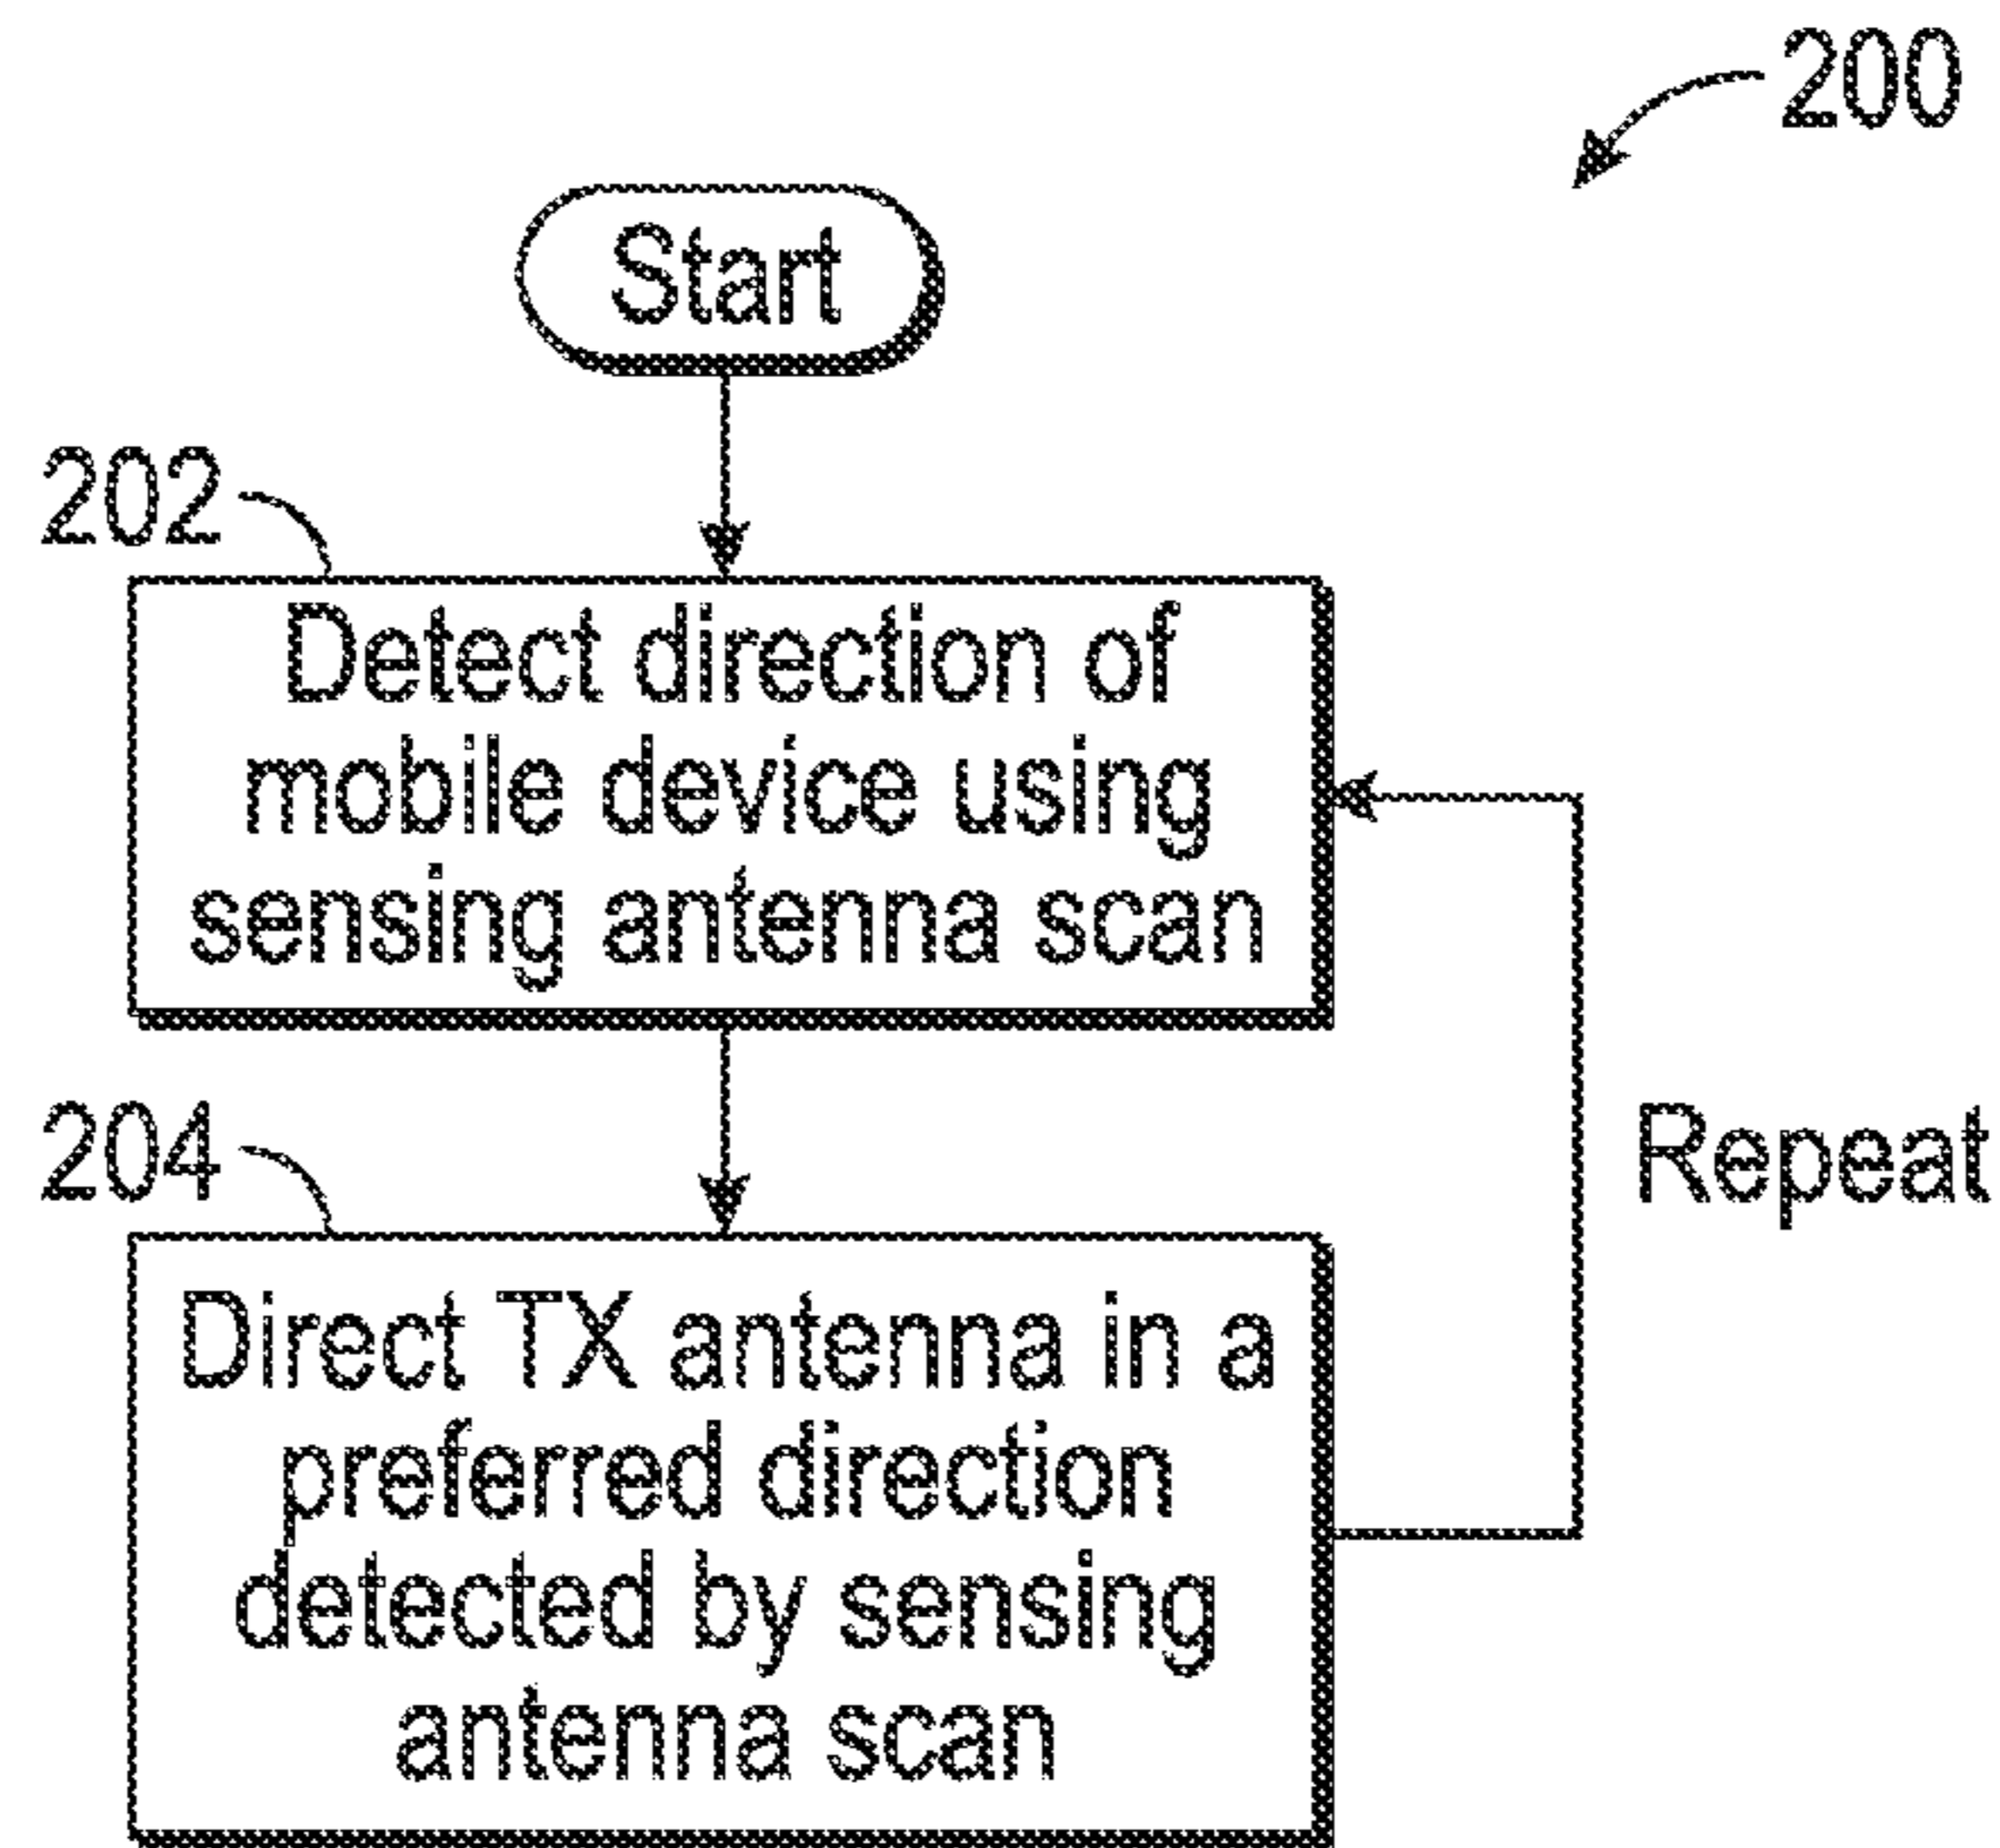 200
Start
202
Detect direction of
mobile device using
sensing antenna scan
204
Repeat
Direct TX antenna in a
preferred direction
detected by sensing
antenna scan